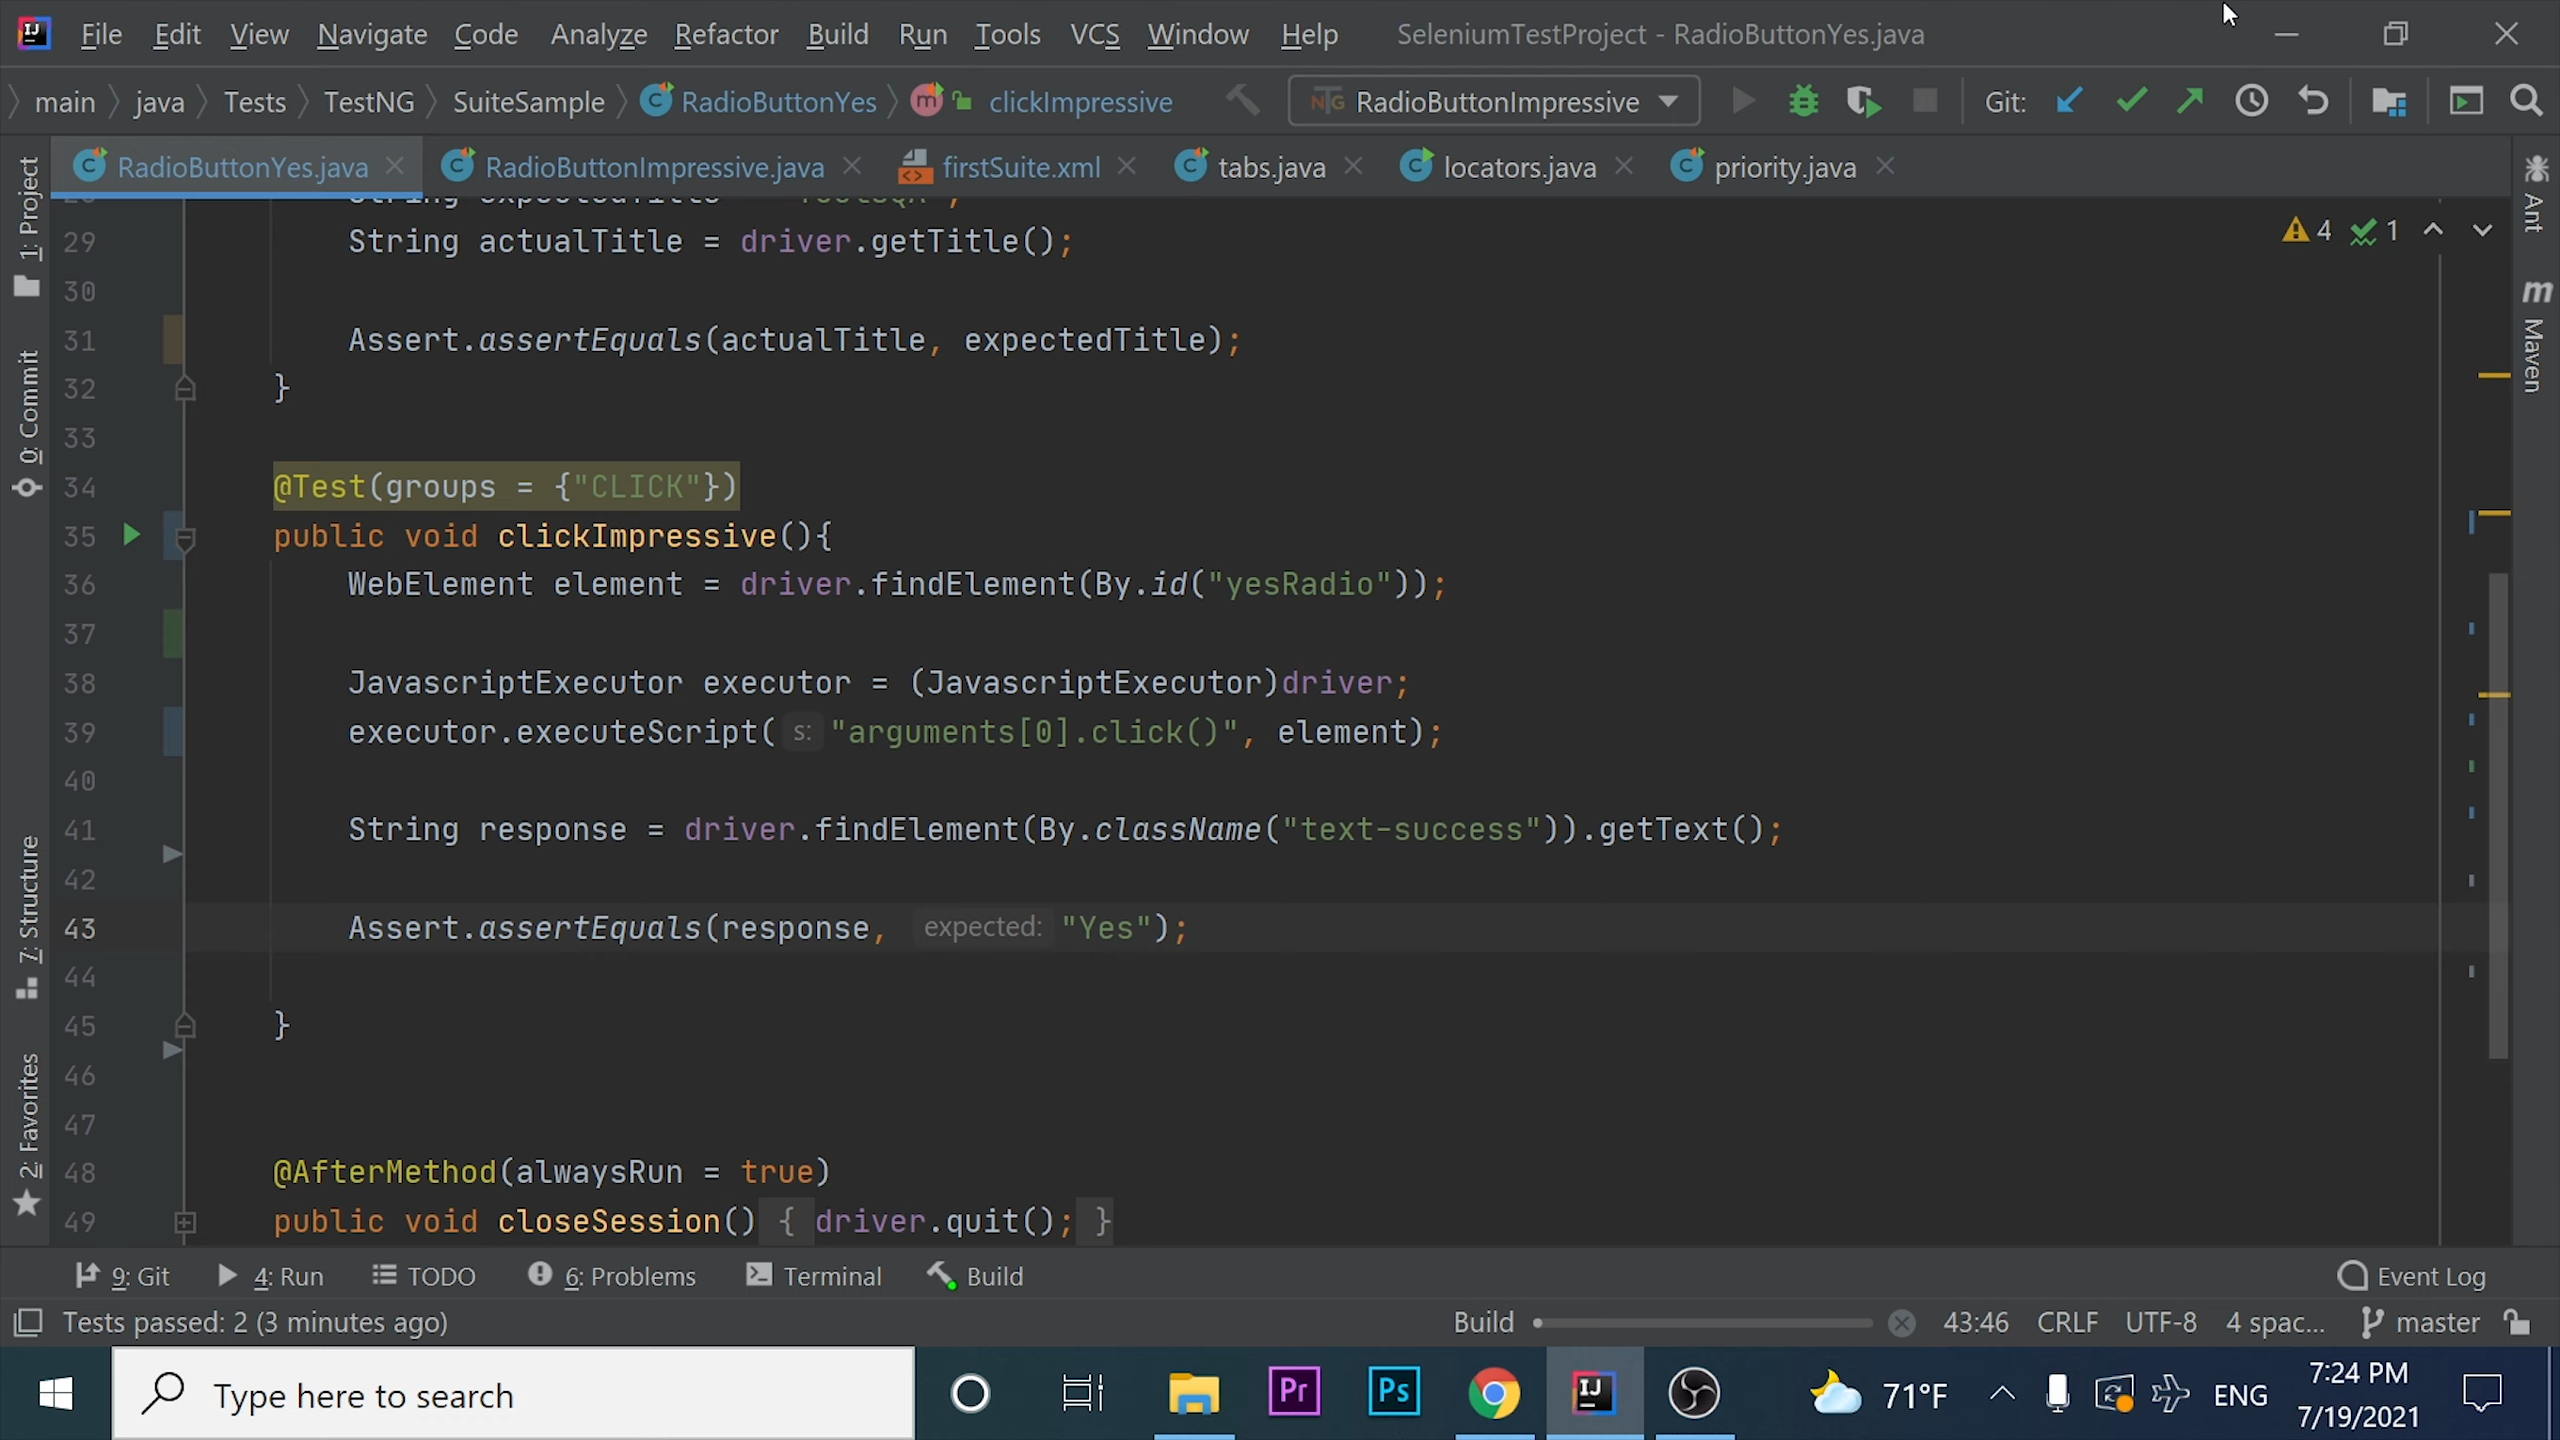 File Edit View Navigate Code Analyze Refactor Build Run Tools VCS Window Help SeleniumTestProject - RadioButtonYes.java
main java Tests TestNG SuiteSample RadioButtonYes clickImpressive RadioButtonImpressive Git:
RadioButtonYes.java RadioButtonImpressive.java firstSuite.xml tabs.java locators.java priority.java
4 1
29 String actualTitle = driver.getTitle();
30
31 Assert.assertEquals(actualTitle, expectedTitle);
32 }
33
34 @Test(groups = {"CLICK"})
35 public void clickImpressive(){
36 WebElement element = driver.findElement(By.id("yesRadio"));
37
38 JavascriptExecutor executor = (JavascriptExecutor)driver;
39 executor.executeScript( s: "arguments[0].click()", element);
40
41 String response = driver.findElement(By.className("text-success")).getText();
42
43 Assert.assertEquals(response, expected: "Yes");
44
45 }
46
47
48 @AfterMethod(alwaysRun = true)
49 public void closeSession() { driver.quit(); }
1: Project
0: Commit
7: Structure
2: Favorites
Ant
Maven
9: Git 4: Run TODO 6: Problems Terminal Build Event Log
Tests passed: 2 (3 minutes ago) Build 43:46 CRLF UTF-8 4 spac... master
Type here to search Pr Ps IJ 71°F ENG 7:24 PM
7/19/2021